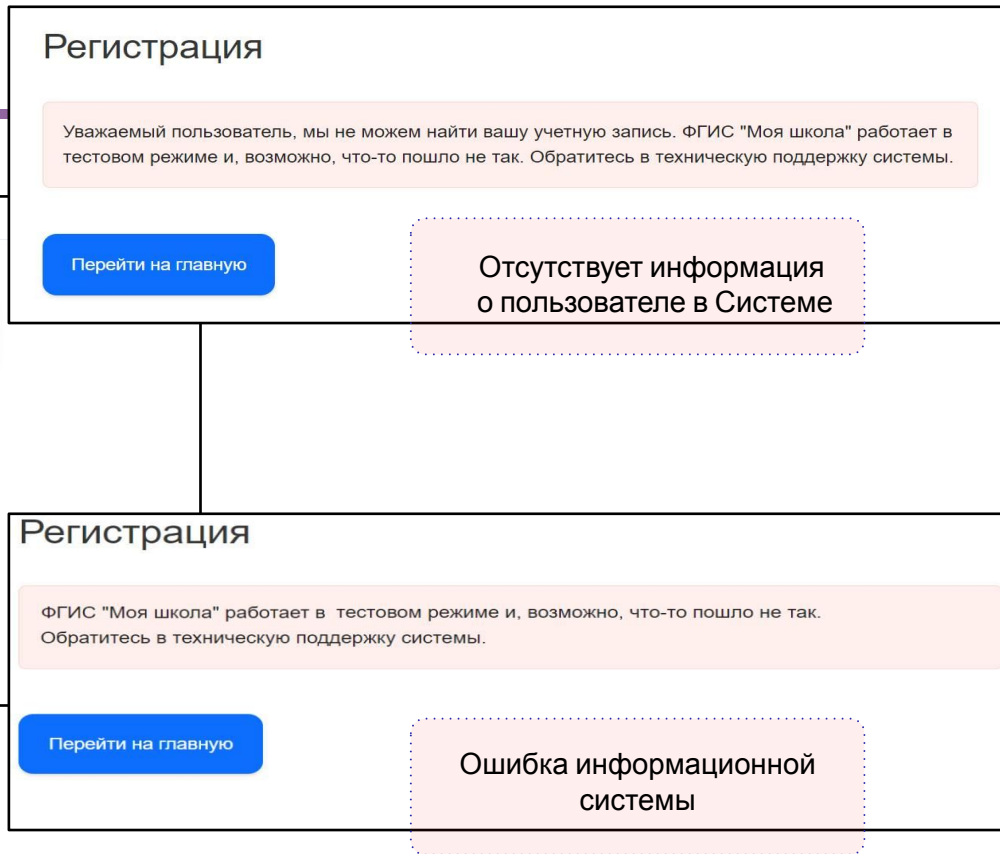 Регистрация
Уважаемый пользователь, мы не можем найти вашу учетную запись. ФГИС "Моя школа" работает в
тестовом режиме и, возможно, что-то пошло не так. Обратитесь в техническую поддержку системы.
Перейти на главную
Отсутствует информация
о пользователе в Системе
Регистрация
ФГИС "Моя школа" работает в тестовом режиме и, возможно, что-то пошло не так.
Обратитесь в техническую поддержку системы.
Перейти на главную
Ошибка информационной
системы